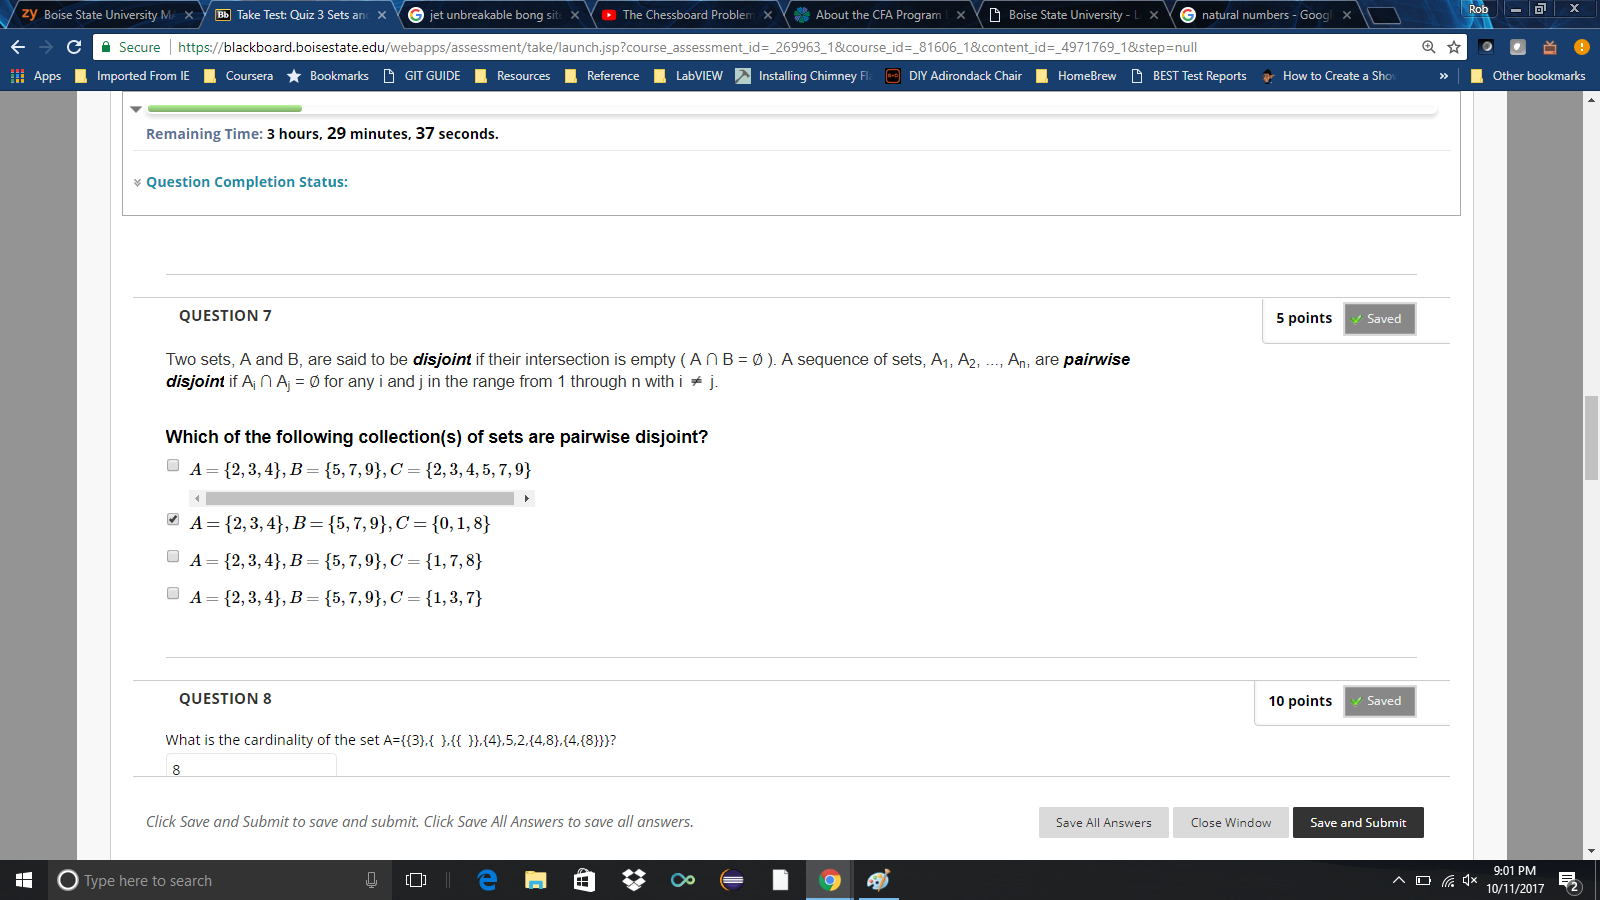 Boise State University M
Take Test: Quiz 3 Sets an
jet unbreakable bong sit
The Chessboard Problem
About the CFA Program
Boise State University - L
natural numbers - Goog
Rob
Secure
https://blackboard.boisestate.edu/webapps/assessment/take/launch.jsp?course_assessment_id=_269963_1&course_id=_81606_1&content_id=_4971769_1&step=null
Apps Imported From IE Coursera Bookmarks GIT GUIDE Resources Reference LabVIEW Installing Chimney Fla DIY Adirondack Chair HomeBrew BEST Test Reports How to Create a Sho » Other bookmarks
Remaining Time: 3 hours, 29 minutes, 37 seconds.
Question Completion Status:
QUESTION 7
5 points Saved
Two sets, A and B, are said to be disjoint if their intersection is empty ( A ∩ B = ∅ ). A sequence of sets, A₁, A₂, ..., Aₙ, are pairwise
disjoint if Aᵢ ∩ Aⱼ = ∅ for any i and j in the range from 1 through n with i ≠ j.
Which of the following collection(s) of sets are pairwise disjoint?
A = {2, 3, 4}, B = {5, 7, 9}, C = {2, 3, 4, 5, 7, 9}
A = {2, 3, 4}, B = {5, 7, 9}, C = {0, 1, 8}
A = {2, 3, 4}, B = {5, 7, 9}, C = {1, 7, 8}
A = {2, 3, 4}, B = {5, 7, 9}, C = {1, 3, 7}
QUESTION 8
10 points Saved
What is the cardinality of the set A={{3},{ },{{ }},{4},5,2,{4,8},{4,{8}}}?
8
Click Save and Submit to save and submit. Click Save All Answers to save all answers.
Save All Answers Close Window Save and Submit
Type here to search
9:01 PM
10/11/2017
2